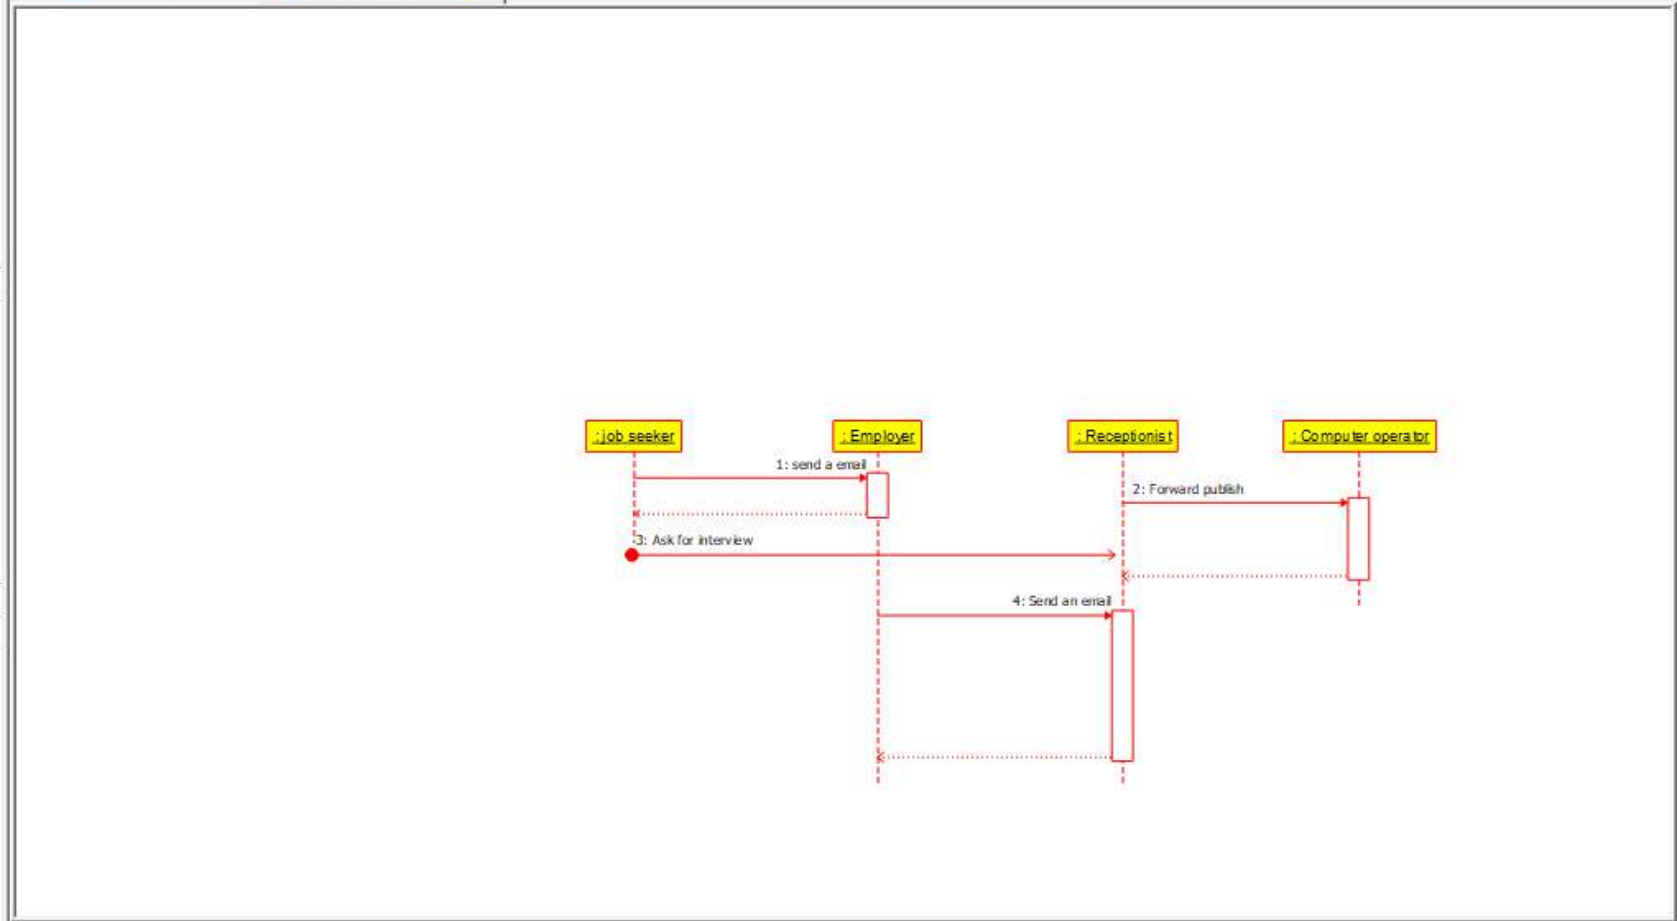 : job seeker
: Employer
: Receptionist
: Computer operator
1: send a email
2: Forward publish
3: Ask for interview
4: Send an email